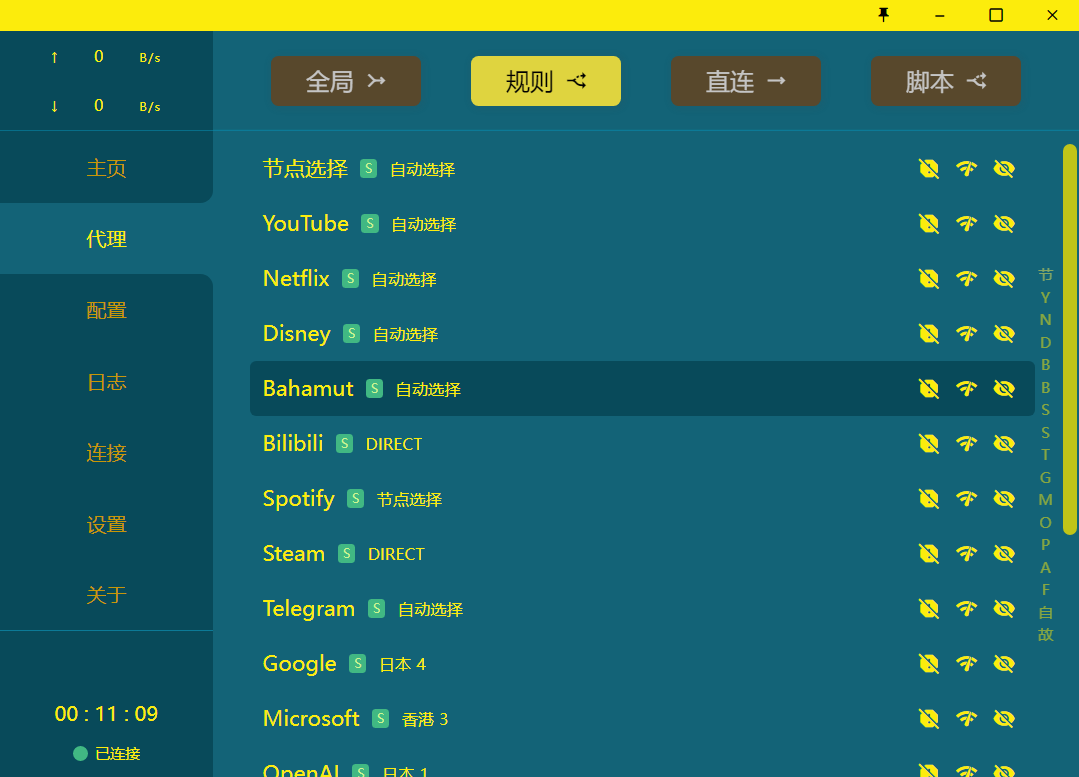 ↑ 0 B/s
↓ 0 B/s
主页
代理
配置
日志
连接
设置
关于
00 : 11 : 09
已连接
全局
规则
直连
脚本
节点选择 S 自动选择
YouTube S 自动选择
Netflix S 自动选择
Disney S 自动选择
Bahamut S 自动选择
Bilibili S DIRECT
Spotify S 节点选择
Steam S DIRECT
Telegram S 自动选择
Google S 日本 4
Microsoft S 香港 3
OpenAI S 日本 1
节
Y
N
D
B
B
S
S
T
G
M
O
P
A
F
自
故